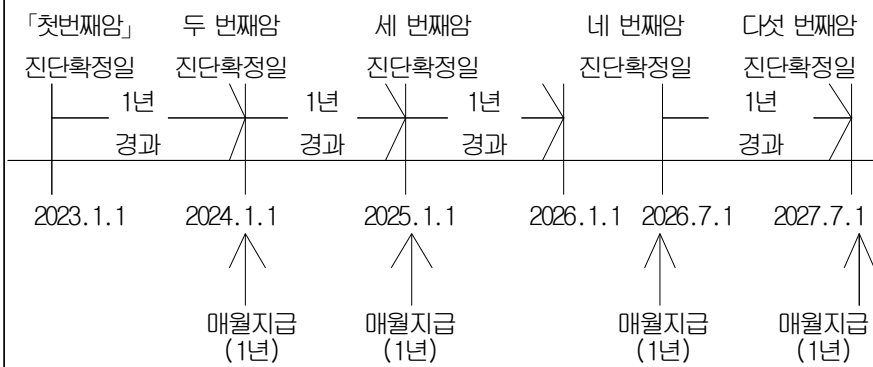 「첫번째암」 두 번째암 세 번째암 네 번째암 다섯 번째암
진단확정일 진단확정일 진단확정일 진단확정일 진단확정일
1년 1년 1년 1년
경과 경과 경과 경과
2023.1.1 2024.1.1 2025.1.1 2026.1.1 2026.7.1 2027.7.1
매월지급 매월지급 매월지급 매월지급
(1년) (1년) (1년) (1년)